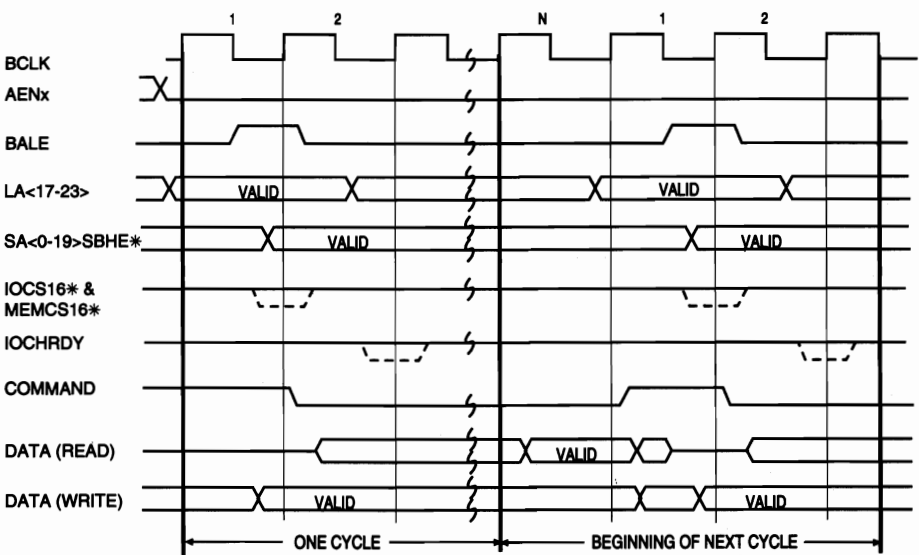 1 2 N 1 2
BCLK
AENx
BALE
LA<17-23> VALID VALID
SA<0-19>SBHE* VALID VALID
IOCS16* &
MEMCS16*
IOCHRDY
COMMAND
DATA (READ) VALID
DATA (WRITE) VALID VALID
ONE CYCLE BEGINNING OF NEXT CYCLE